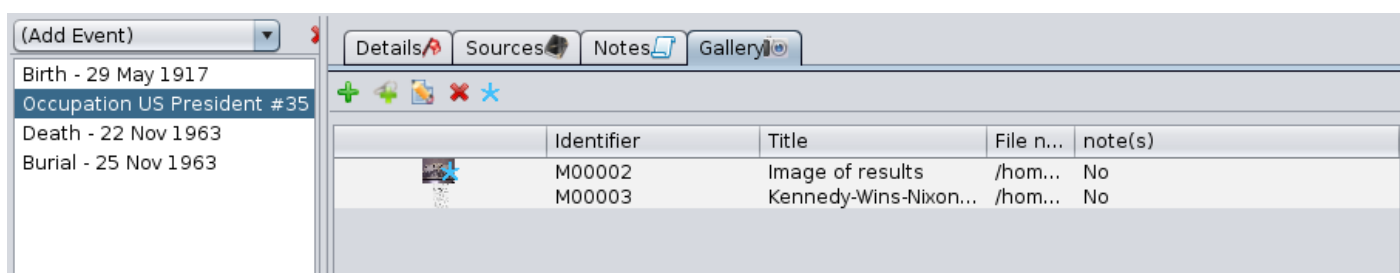 (Add Event)
Birth - 29 May 1917
Occupation US President #35
Death - 22 Nov 1963
Burial - 25 Nov 1963
Details Sources Notes Gallery
Identifier Title File n... note(s)
M00002 Image of results /hom... No
M00003 Kennedy-Wins-Nixon... /hom... No